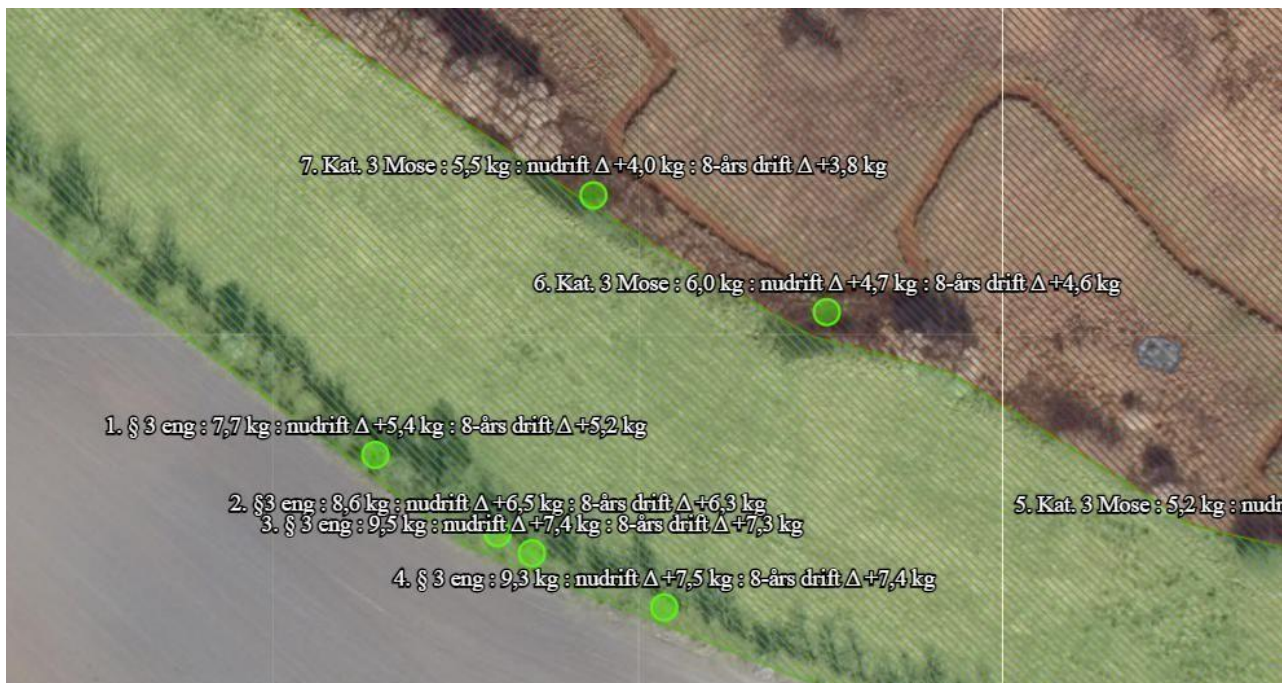 7. Kat. 3 Mose : 5,5 kg : nudrift Δ +4,0 kg : 8-års drift Δ +3,8 kg
6. Kat. 3 Mose : 6,0 kg : nudrift Δ +4,7 kg : 8-års drift Δ +4,6 kg
1. § 3 eng : 7,7 kg : nudrift Δ +5,4 kg : 8-års drift Δ +5,2 kg
2. §3 eng : 8,6 kg : nudrift Δ +6,5 kg : 8-års drift Δ +6,3 kg
5. Kat. 3 Mose : 5,2 kg : nudr
3. § 3 eng : 9,5 kg : nudrift Δ +7,4 kg : 8-års drift Δ +7,3 kg
4. § 3 eng : 9,3 kg : nudrift Δ +7,5 kg : 8-års drift Δ +7,4 kg